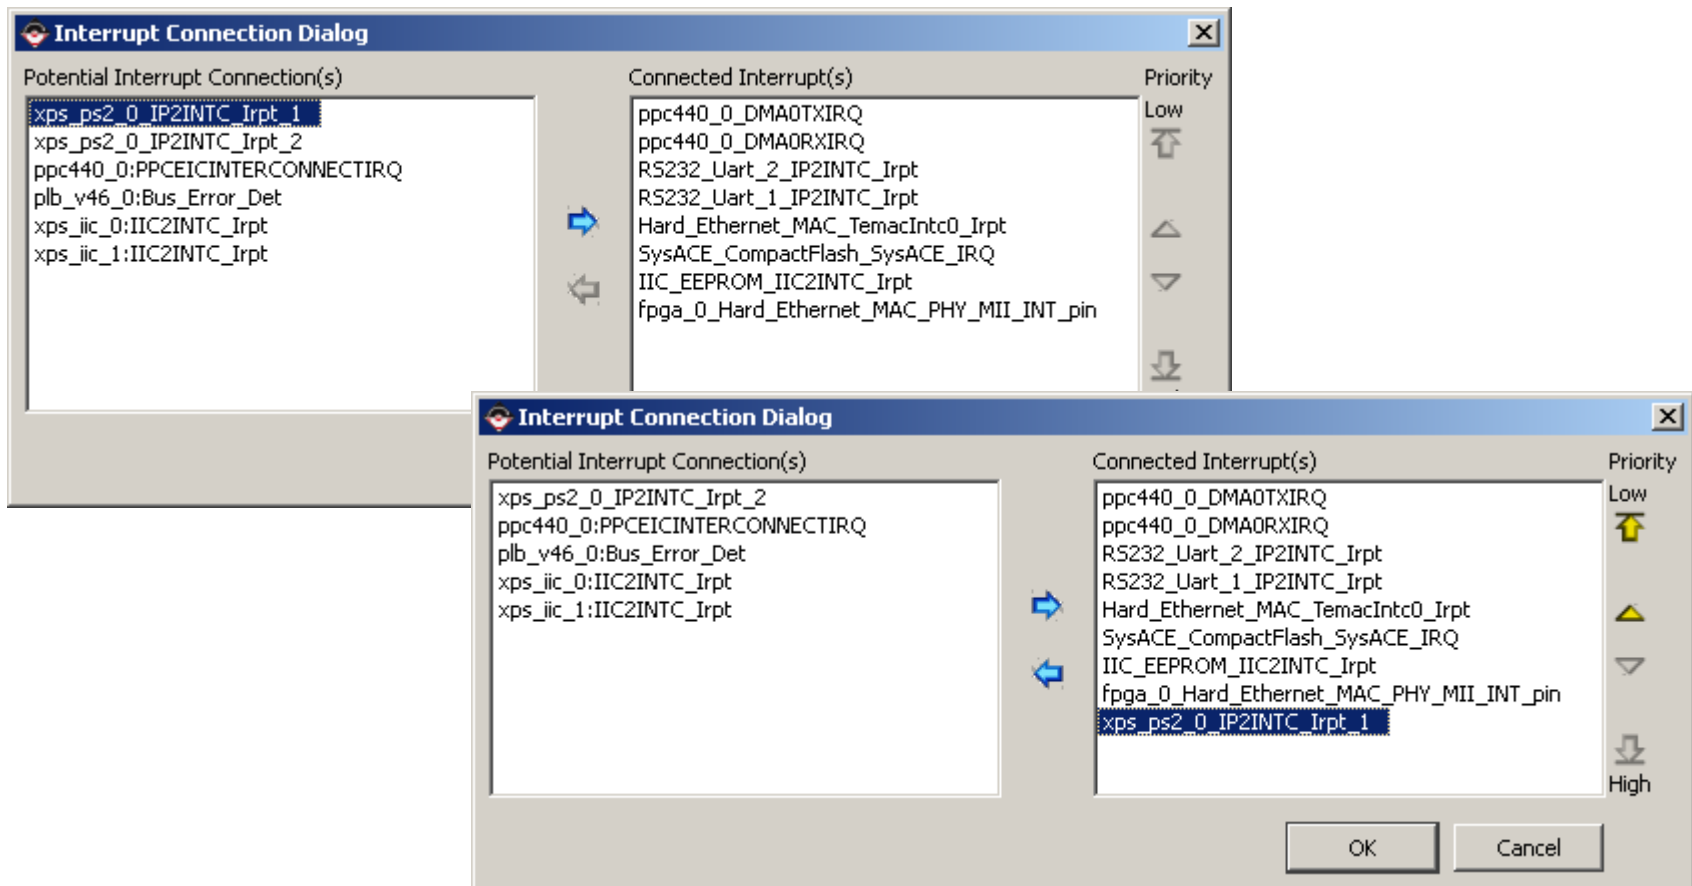 Interrupt Connection Dialog
Potential Interrupt Connection(s)
xps_ps2_0_IP2INTC_Irpt_1
xps_ps2_0_IP2INTC_Irpt_2
ppc440_0:PPCEICINTERCONNECTIRQ
plb_v46_0:Bus_Error_Det
xps_iic_0:IIC2INTC_Irpt
xps_iic_1:IIC2INTC_Irpt
Connected Interrupt(s)
ppc440_0_DMA0TXIRQ
ppc440_0_DMA0RXIRQ
RS232_Uart_2_IP2INTC_Irpt
RS232_Uart_1_IP2INTC_Irpt
Hard_Ethernet_MAC_TemacIntc0_Irpt
SysACE_CompactFlash_SysACE_IRQ
IIC_EEPROM_IIC2INTC_Irpt
fpga_0_Hard_Ethernet_MAC_PHY_MII_INT_pin
Priority
Low
Interrupt Connection Dialog
Potential Interrupt Connection(s)
xps_ps2_0_IP2INTC_Irpt_2
ppc440_0:PPCEICINTERCONNECTIRQ
plb_v46_0:Bus_Error_Det
xps_iic_0:IIC2INTC_Irpt
xps_iic_1:IIC2INTC_Irpt
Connected Interrupt(s)
ppc440_0_DMA0TXIRQ
ppc440_0_DMA0RXIRQ
RS232_Uart_2_IP2INTC_Irpt
RS232_Uart_1_IP2INTC_Irpt
Hard_Ethernet_MAC_TemacIntc0_Irpt
SysACE_CompactFlash_SysACE_IRQ
IIC_EEPROM_IIC2INTC_Irpt
fpga_0_Hard_Ethernet_MAC_PHY_MII_INT_pin
xps_ps2_0_IP2INTC_Irpt_1
Priority
Low
High
OK
Cancel